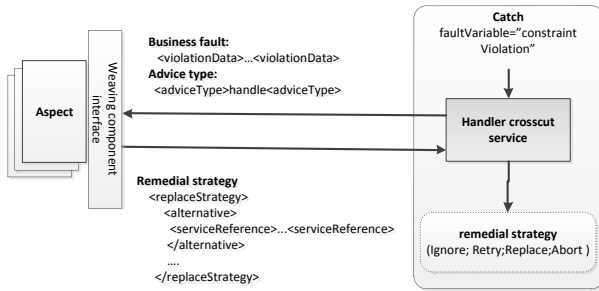 Aspect
Weaving component
interface
Business fault:
<violationData>...<violationData>
Advice type:
<adviceType>handle<adviceType>
Remedial strategy
<replaceStrategy>
<alternative>
<serviceReference>...<serviceReference>
</alternative>
....
</replaceStrategy>
Catch
faultVariable="constraint
Violation"
Handler crosscut
service
remedial strategy
(Ignore; Retry;Replace;Abort )